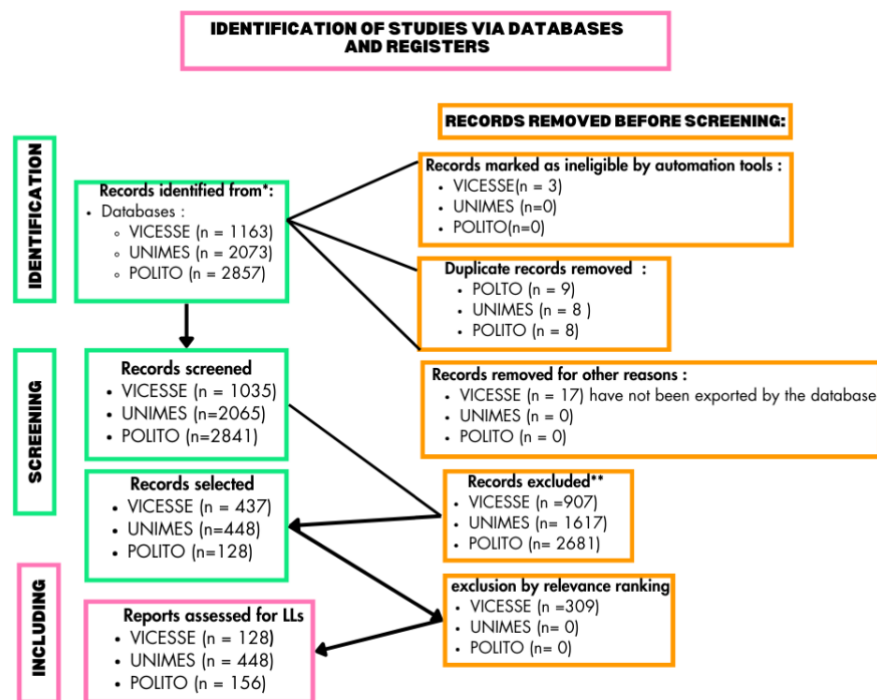 IDENTIFICATION OF STUDIES VIA DATABASES
AND REGISTERS
RECORDS REMOVED BEFORE SCREENING:
IDENTIFICATION
Records identified from*:
• Databases :
◦ VICESSE (n = 1163)
◦ UNIMES (n = 2073)
◦ POLITO (n = 2857)
Records marked as ineligible by automation tools :
• VICESSE(n = 3)
• UNIMES (n=0)
• POLITO(n=0)
Duplicate records removed :
• POLTO (n = 9)
• UNIMES (n = 8 )
• POLITO (n = 8)
Records removed for other reasons :
• VICESSE (n = 17) have not been exported by the database
• UNIMES (n = 0)
• POLITO (n = 0)
SCREENING
Records screened
• VICESSE (n = 1035)
• UNIMES (n=2065)
• POLITO (n=2841)
Records excluded**
• VICESSE (n =907)
• UNIMES (n= 1617)
• POLITO (n= 2681)
Records selected
• VICESSE (n = 437)
• UNIMES (n=448)
• POLITO (n=128)
exclusion by relevance ranking
• VICESSE (n =309)
• UNIMES (n= 0)
• POLITO (n= 0)
INCLUDING
Reports assessed for LLs
• VICESSE (n = 128)
• UNIMES (n = 448)
• POLITO (n = 156)